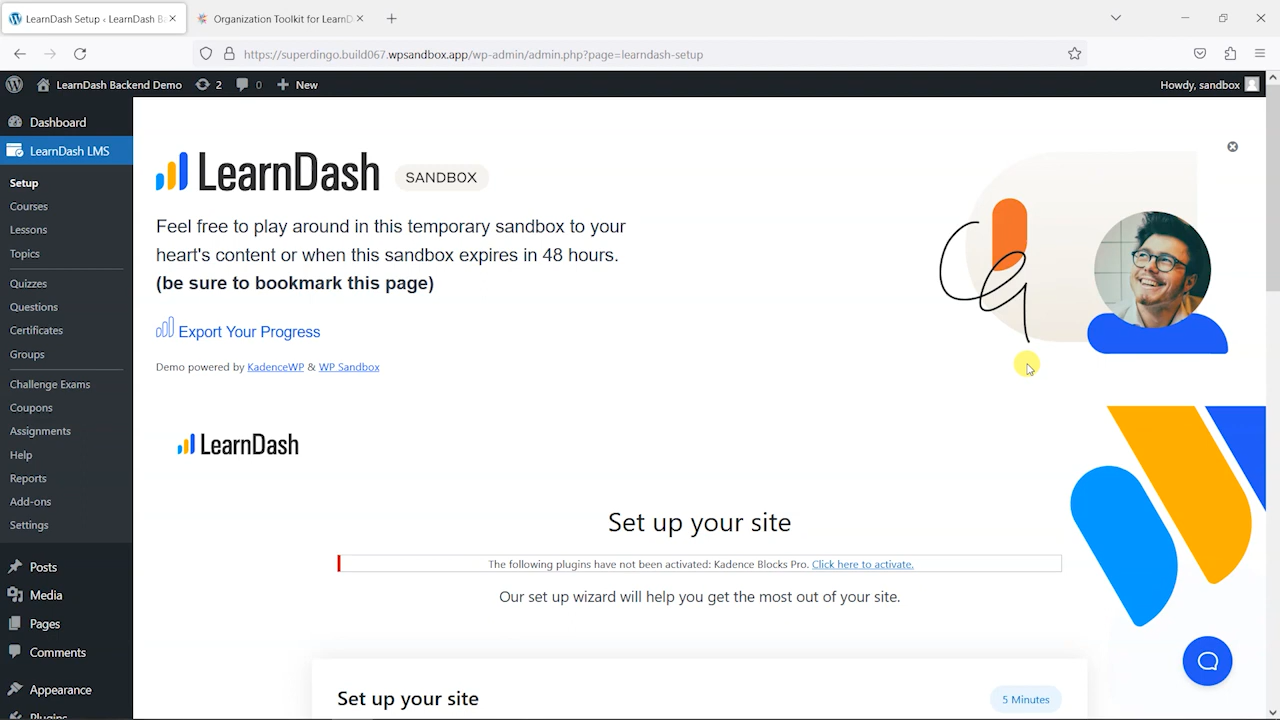 LearnDash Setup ‹ LearnDash Ba
Organization Toolkit for LearnD
https://superdingo.build067.wpsandbox.app/wp-admin/admin.php?page=learndash-setup
LearnDash Backend Demo
2
0
New
Howdy, sandbox
Dashboard
LearnDash LMS
Setup
Courses
Lessons
Topics
Quizzes
Questions
Certificates
Groups
Challenge Exams
Coupons
Assignments
Help
Reports
Add-ons
Settings
Posts
Media
Pages
Comments
Appearance
Plugins
LearnDash SANDBOX
Feel free to play around in this temporary sandbox to your
heart's content or when this sandbox expires in 48 hours.
(be sure to bookmark this page)
Export Your Progress
Demo powered by KadenceWP & WP Sandbox
LearnDash
Set up your site
The following plugins have not been activated: Kadence Blocks Pro. Click here to activate.
Our set up wizard will help you get the most out of your site.
Set up your site
5 Minutes